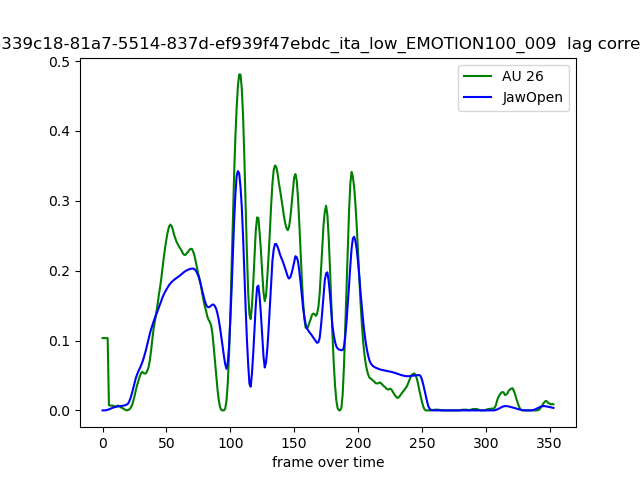 339c18-81a7-5514-837d-ef939f47ebdc_ita_low_EMOTION100_009 lag corre
AU 26
JawOpen
0.5
0.4
0.3
0.2
0.1
0.0
0 50 100 150 200 250 300 350
frame over time